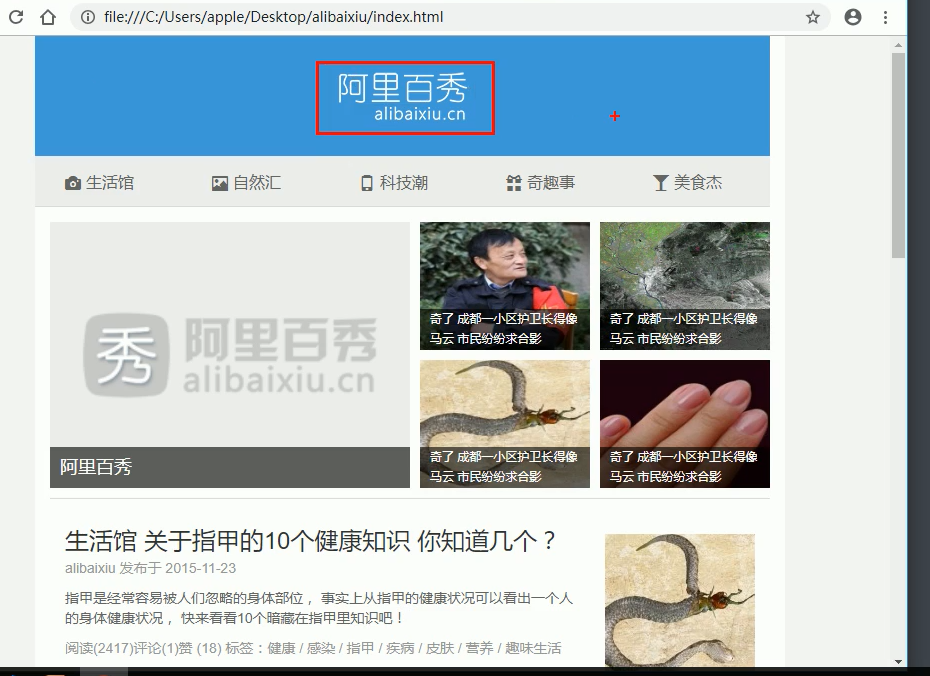 file:///C:/Users/apple/Desktop/alibaixiu/index.html
阿里百秀
alibaixiu.cn
生活馆
自然汇
科技潮
奇趣事
美食杰
秀 阿里百秀
alibaixiu.cn
阿里百秀
奇了 成都一小区护卫长得像
马云 市民纷纷求合影
奇了 成都一小区护卫长得像
马云 市民纷纷求合影
奇了 成都一小区护卫长得像
马云 市民纷纷求合影
奇了 成都一小区护卫长得像
马云 市民纷纷求合影
生活馆 关于指甲的10个健康知识 你知道几个？
alibaixiu 发布于 2015-11-23
指甲是经常容易被人们忽略的身体部位， 事实上从指甲的健康状况可以看出一个人
的身体健康状况， 快来看看10个暗藏在指甲里知识吧！
阅读(2417)评论(1)赞 (18) 标签：健康 / 感染 / 指甲 / 疾病 / 皮肤 / 营养 / 趣味生活